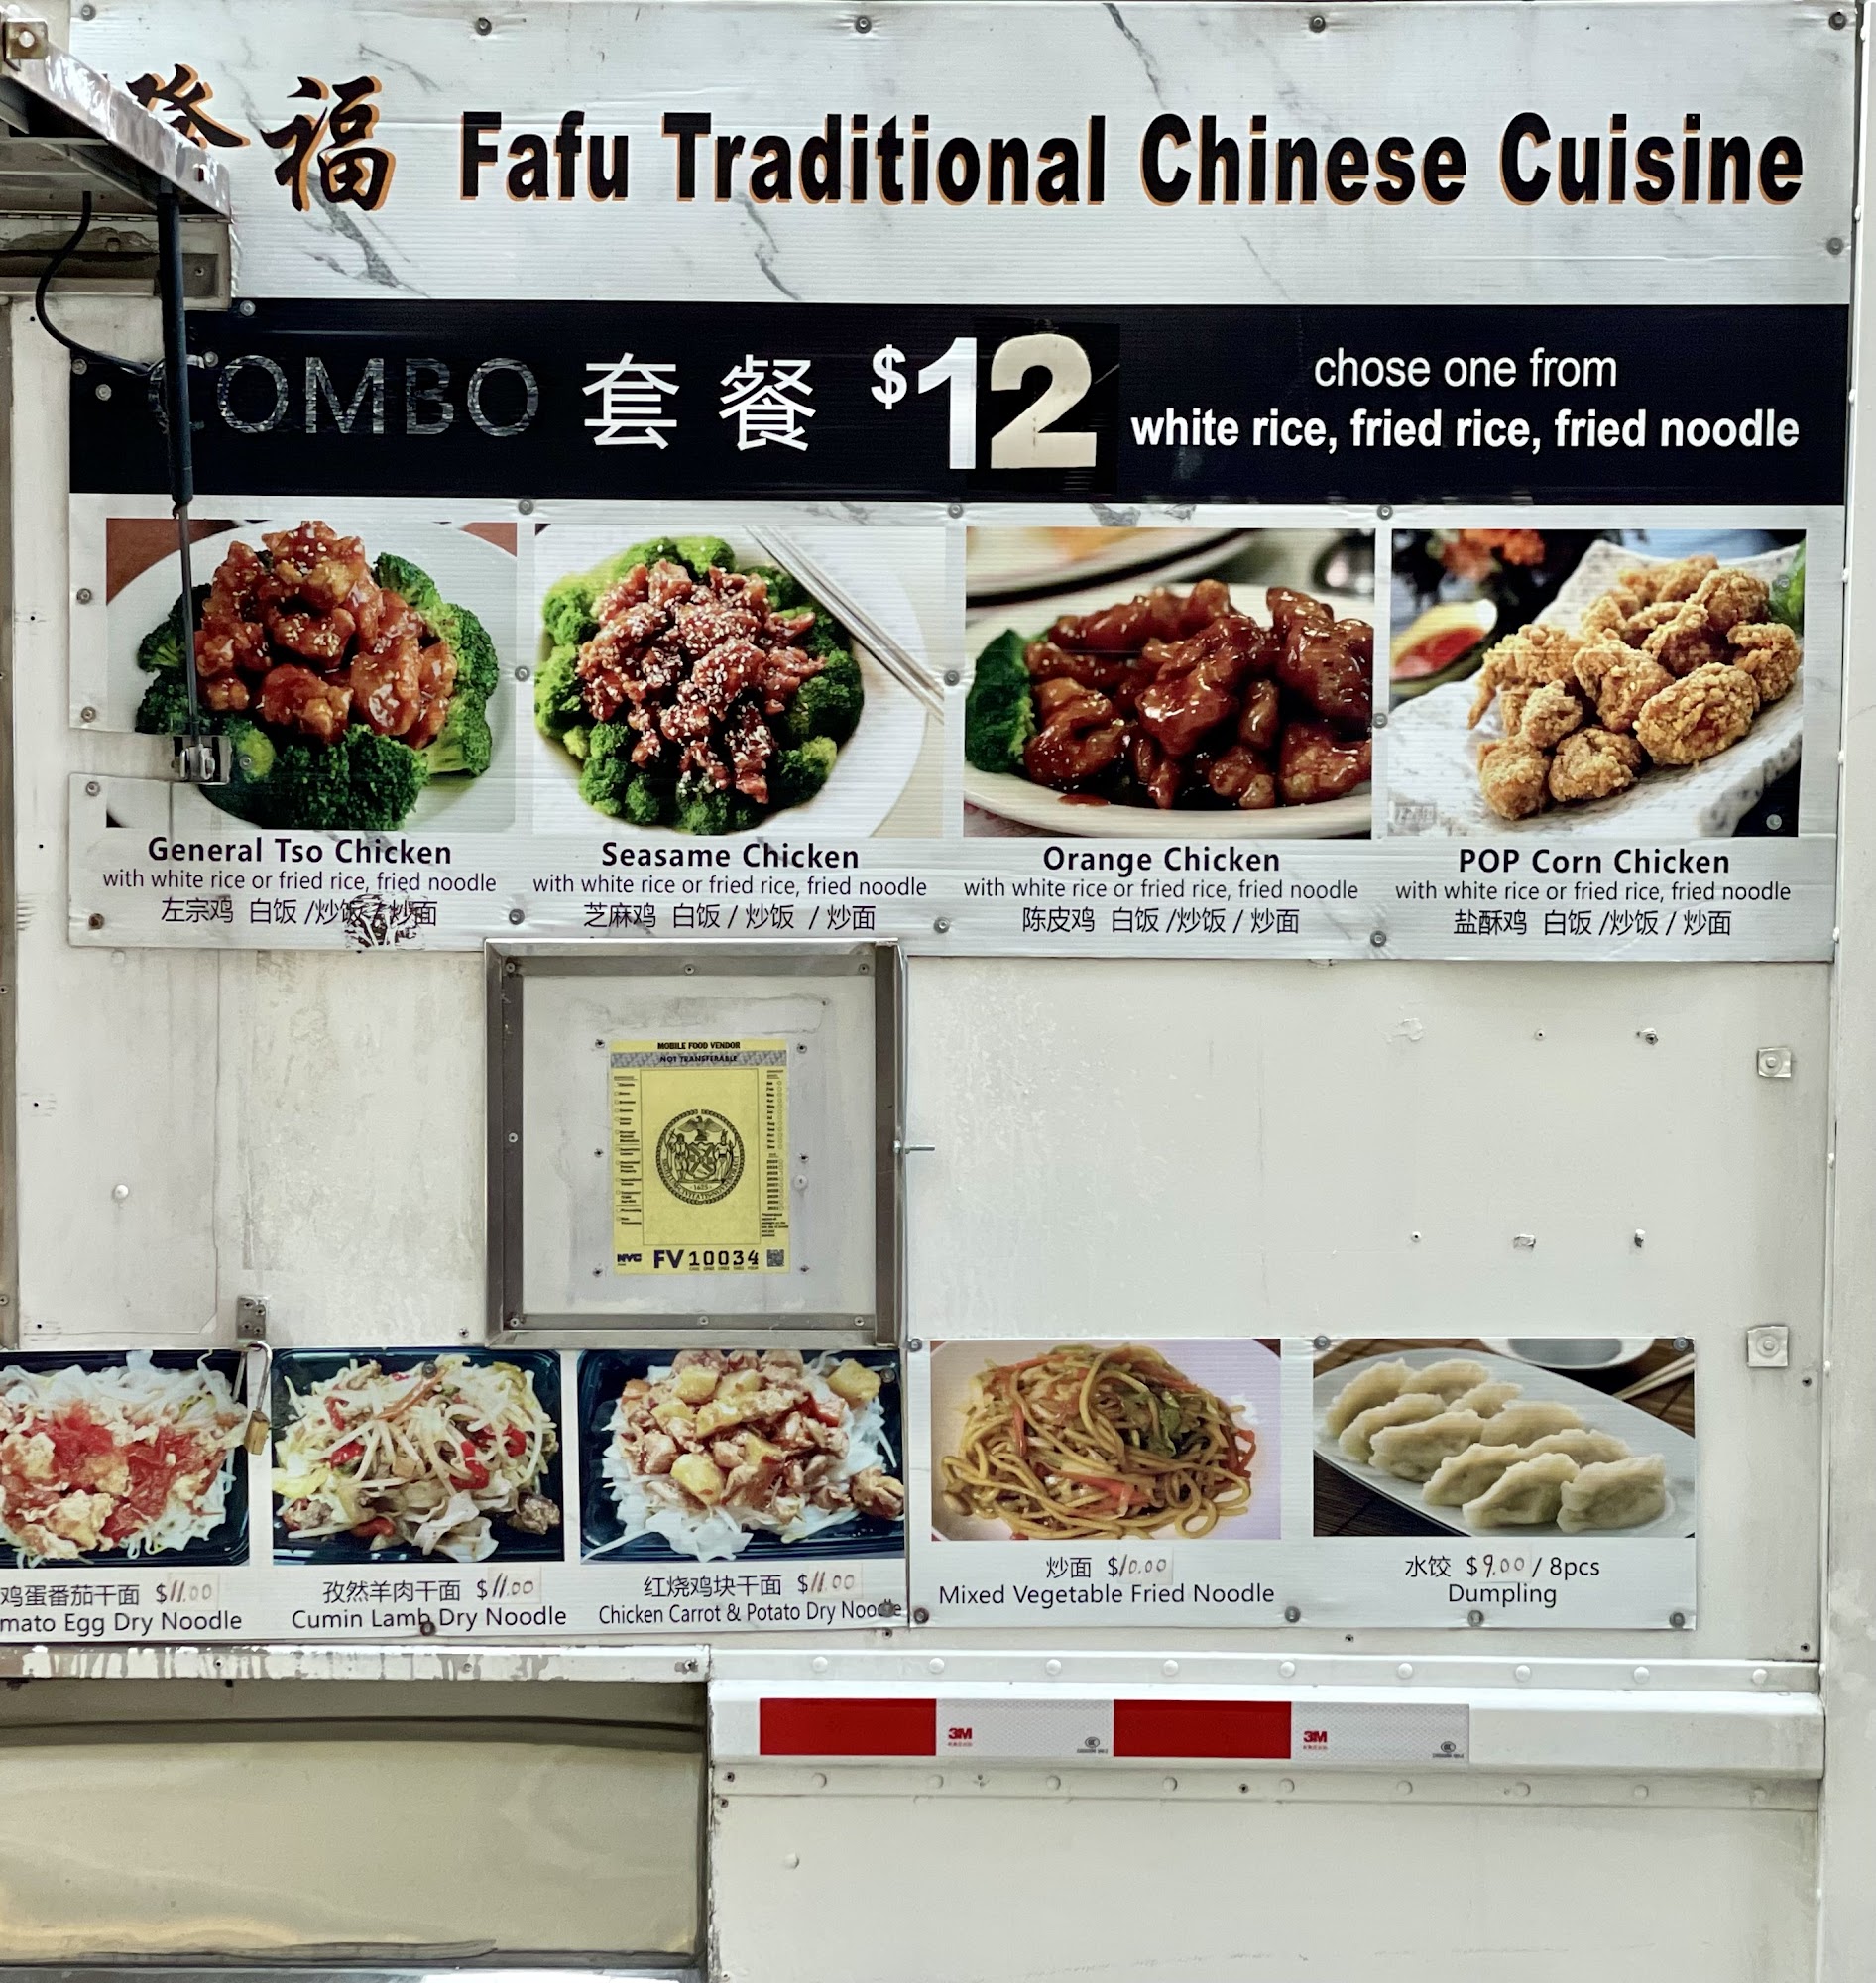 隆福 Fafu Traditional Chinese Cuisine
COMBO 套餐 $12
chose one from
white rice, fried rice, fried noodle
General Tso Chicken
with white rice or fried rice, fried noodle
左宗鸡 白饭 /炒饭 / 炒面
Seasame Chicken
with white rice or fried rice, fried noodle
芝麻鸡 白饭 / 炒饭 / 炒面
Orange Chicken
with white rice or fried rice, fried noodle
陈皮鸡 白饭 /炒饭 / 炒面
POP Corn Chicken
with white rice or fried rice, fried noodle
盐酥鸡 白饭 /炒饭 / 炒面
MOBILE FOOD VENDOR
NOT TRANSFERABLE
NYC FV 10034
鸡蛋番茄干面 $11.00
mato Egg Dry Noodle
孜然羊肉干面 $11.00
Cumin Lamb Dry Noodle
红烧鸡块干面 $11.00
Chicken Carrot & Potato Dry Noodle
炒面 $10.00
Mixed Vegetable Fried Noodle
水饺 $9.00 / 8pcs
Dumpling
3M
3M